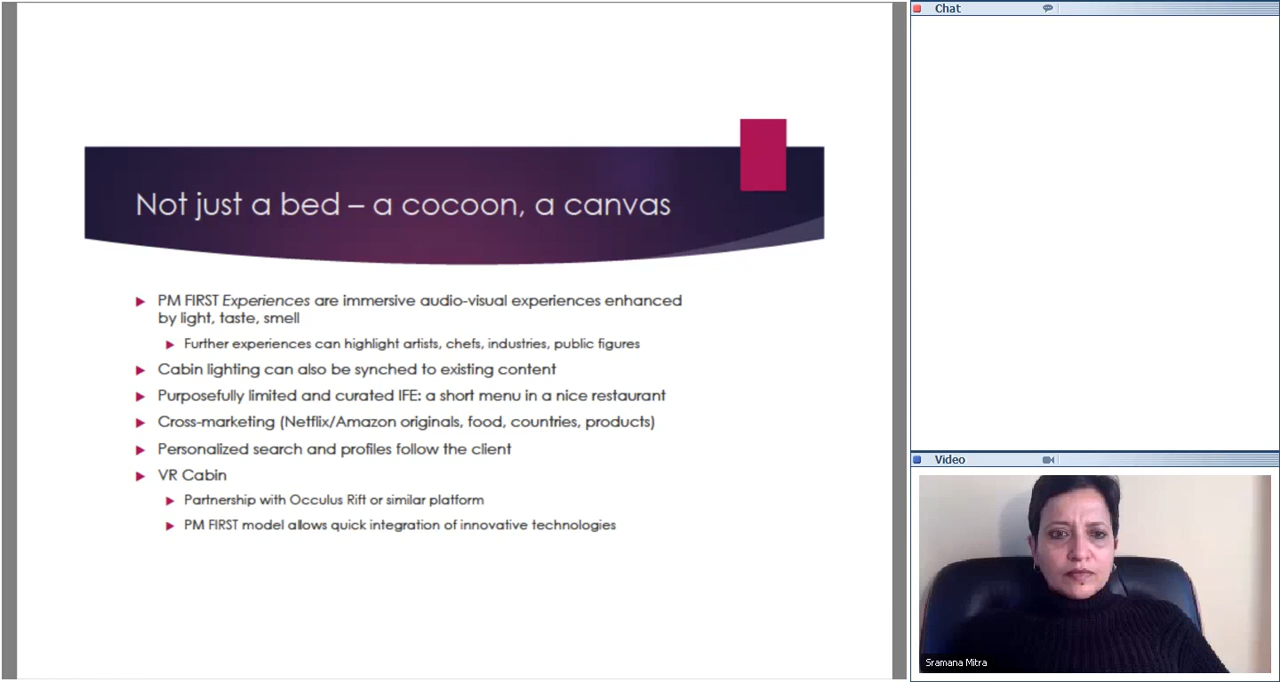 Not just a bed – a cocoon, a canvas
PM FIRST Experiences are immersive audio-visual experiences enhanced
by light, taste, smell
Further experiences can highlight artists, chefs, industries, public figures
Cabin lighting can also be synched to existing content
Purposefully limited and curated IFE: a short menu in a nice restaurant
Cross-marketing (Netflix/Amazon originals, food, countries, products)
Personalized search and profiles follow the client
VR Cabin
Partnership with Occulus Rift or similar platform
PM FIRST model allows quick integration of innovative technologies
Chat
Video
Sramana Mitra